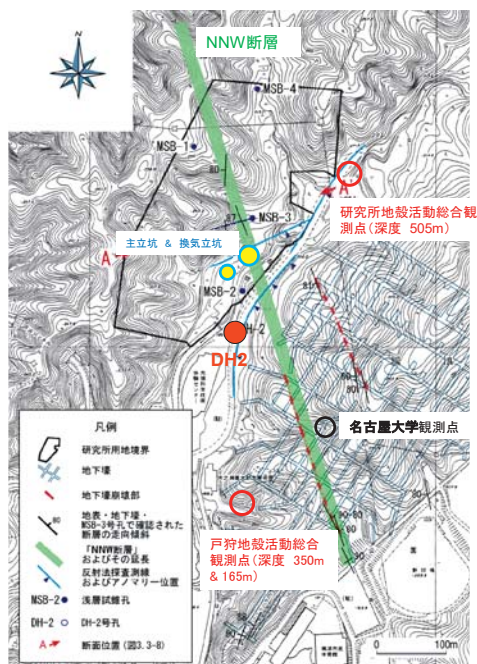 N
NNW断層
MSB-4
MSB-1
80
MSB-3
87
A
A
研究所地殻活動総合観
測点(深度 505m)
主立坑 & 換気立坑
MSB-2
H-2
DH2
名古屋大学観測点
戸狩地殻活動総合
観測点(深度 350m
&165m)
凡例
研究所用地境界
地下壕
地下壕崩壊部
80
地表・地下壕・
MSB-3号孔で確認された
断層の走向傾斜
「NNW断層」
およびその延長
反射法探査測線
およびアノマリー位置
MSB-2 浅層試錐孔
DH-2 DH-2号孔
A 断面位置(図3.3-8)
0 100m